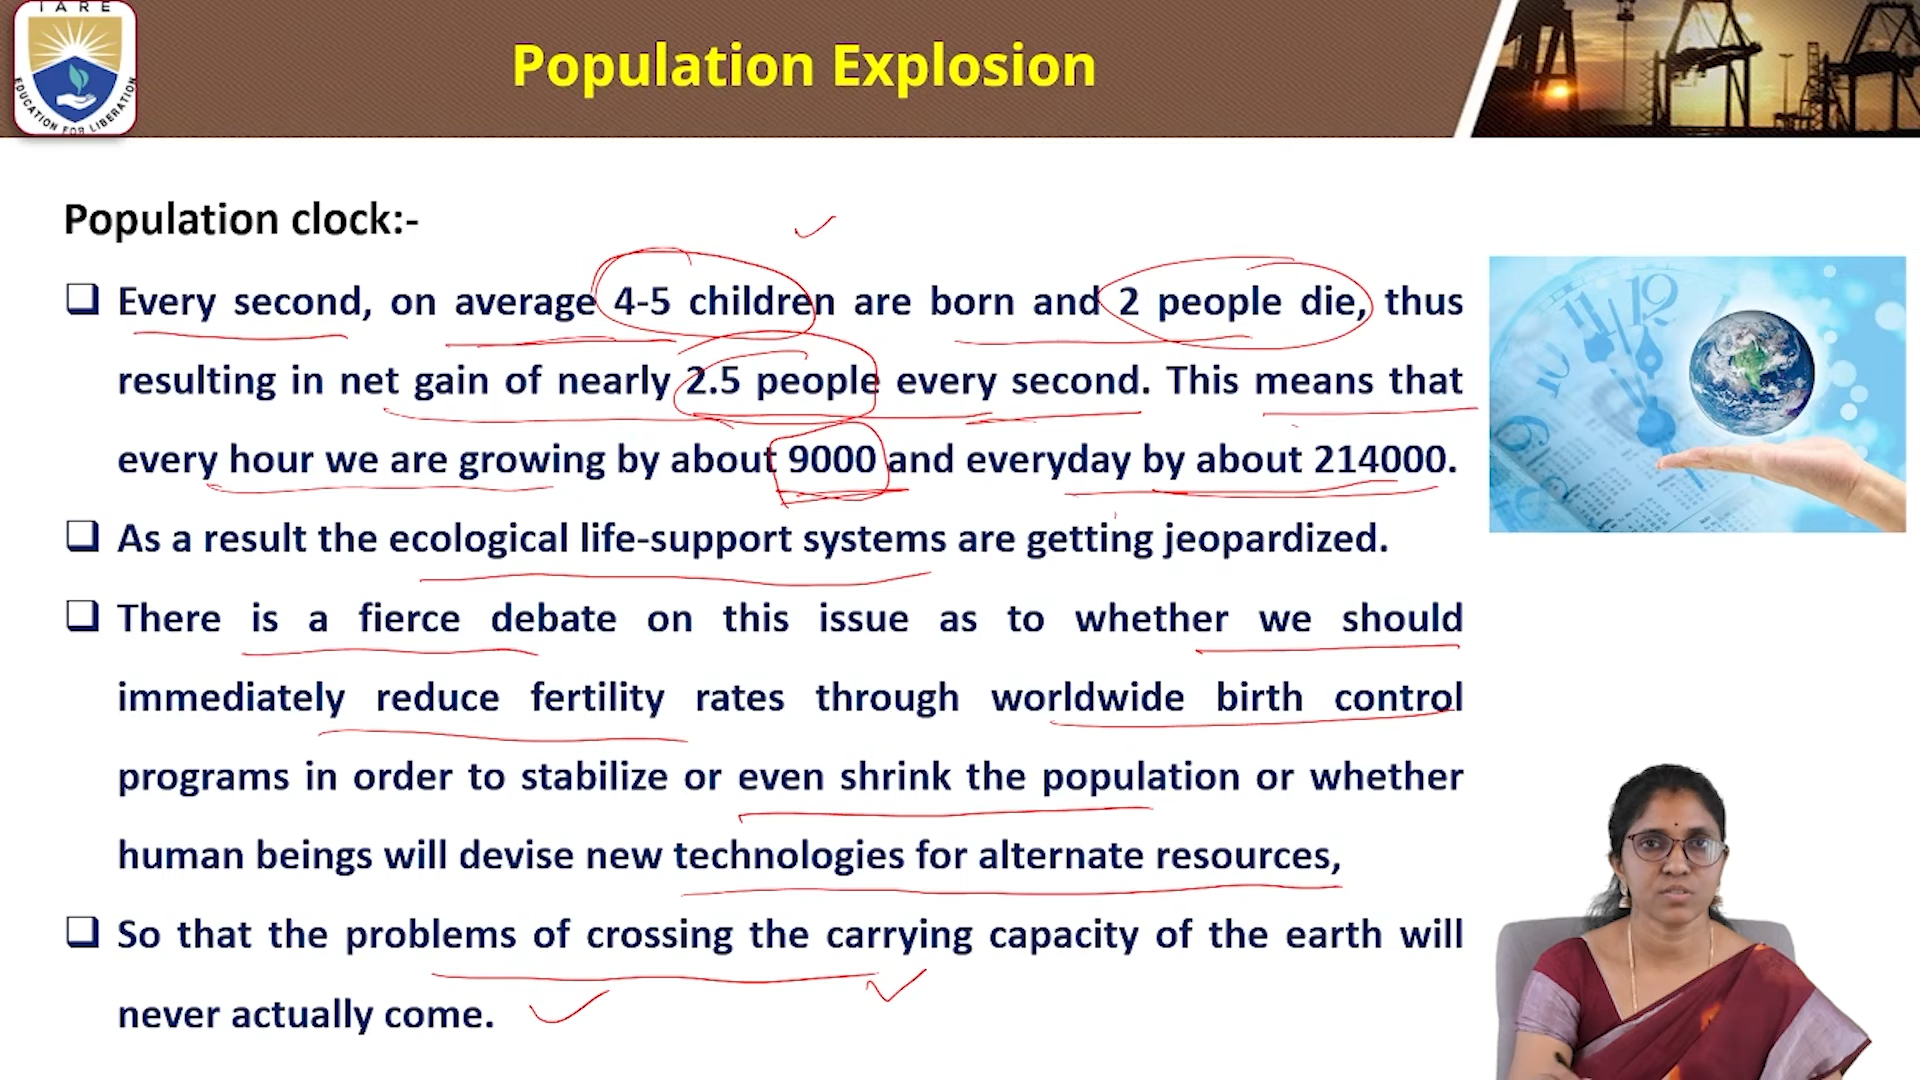 IARE
EDUCATION FOR LIBERATION
Population Explosion
Population clock:-
❑ Every second, on average 4-5 children are born and 2 people die, thus
resulting in net gain of nearly 2.5 people every second. This means that
every hour we are growing by about 9000 and everyday by about 214000.
❑ As a result the ecological life-support systems are getting jeopardized.
❑ There is a fierce debate on this issue as to whether we should
immediately reduce fertility rates through worldwide birth control
programs in order to stabilize or even shrink the population or whether
human beings will devise new technologies for alternate resources,
❑ So that the problems of crossing the carrying capacity of the earth will
never actually come.
12
11
10
9